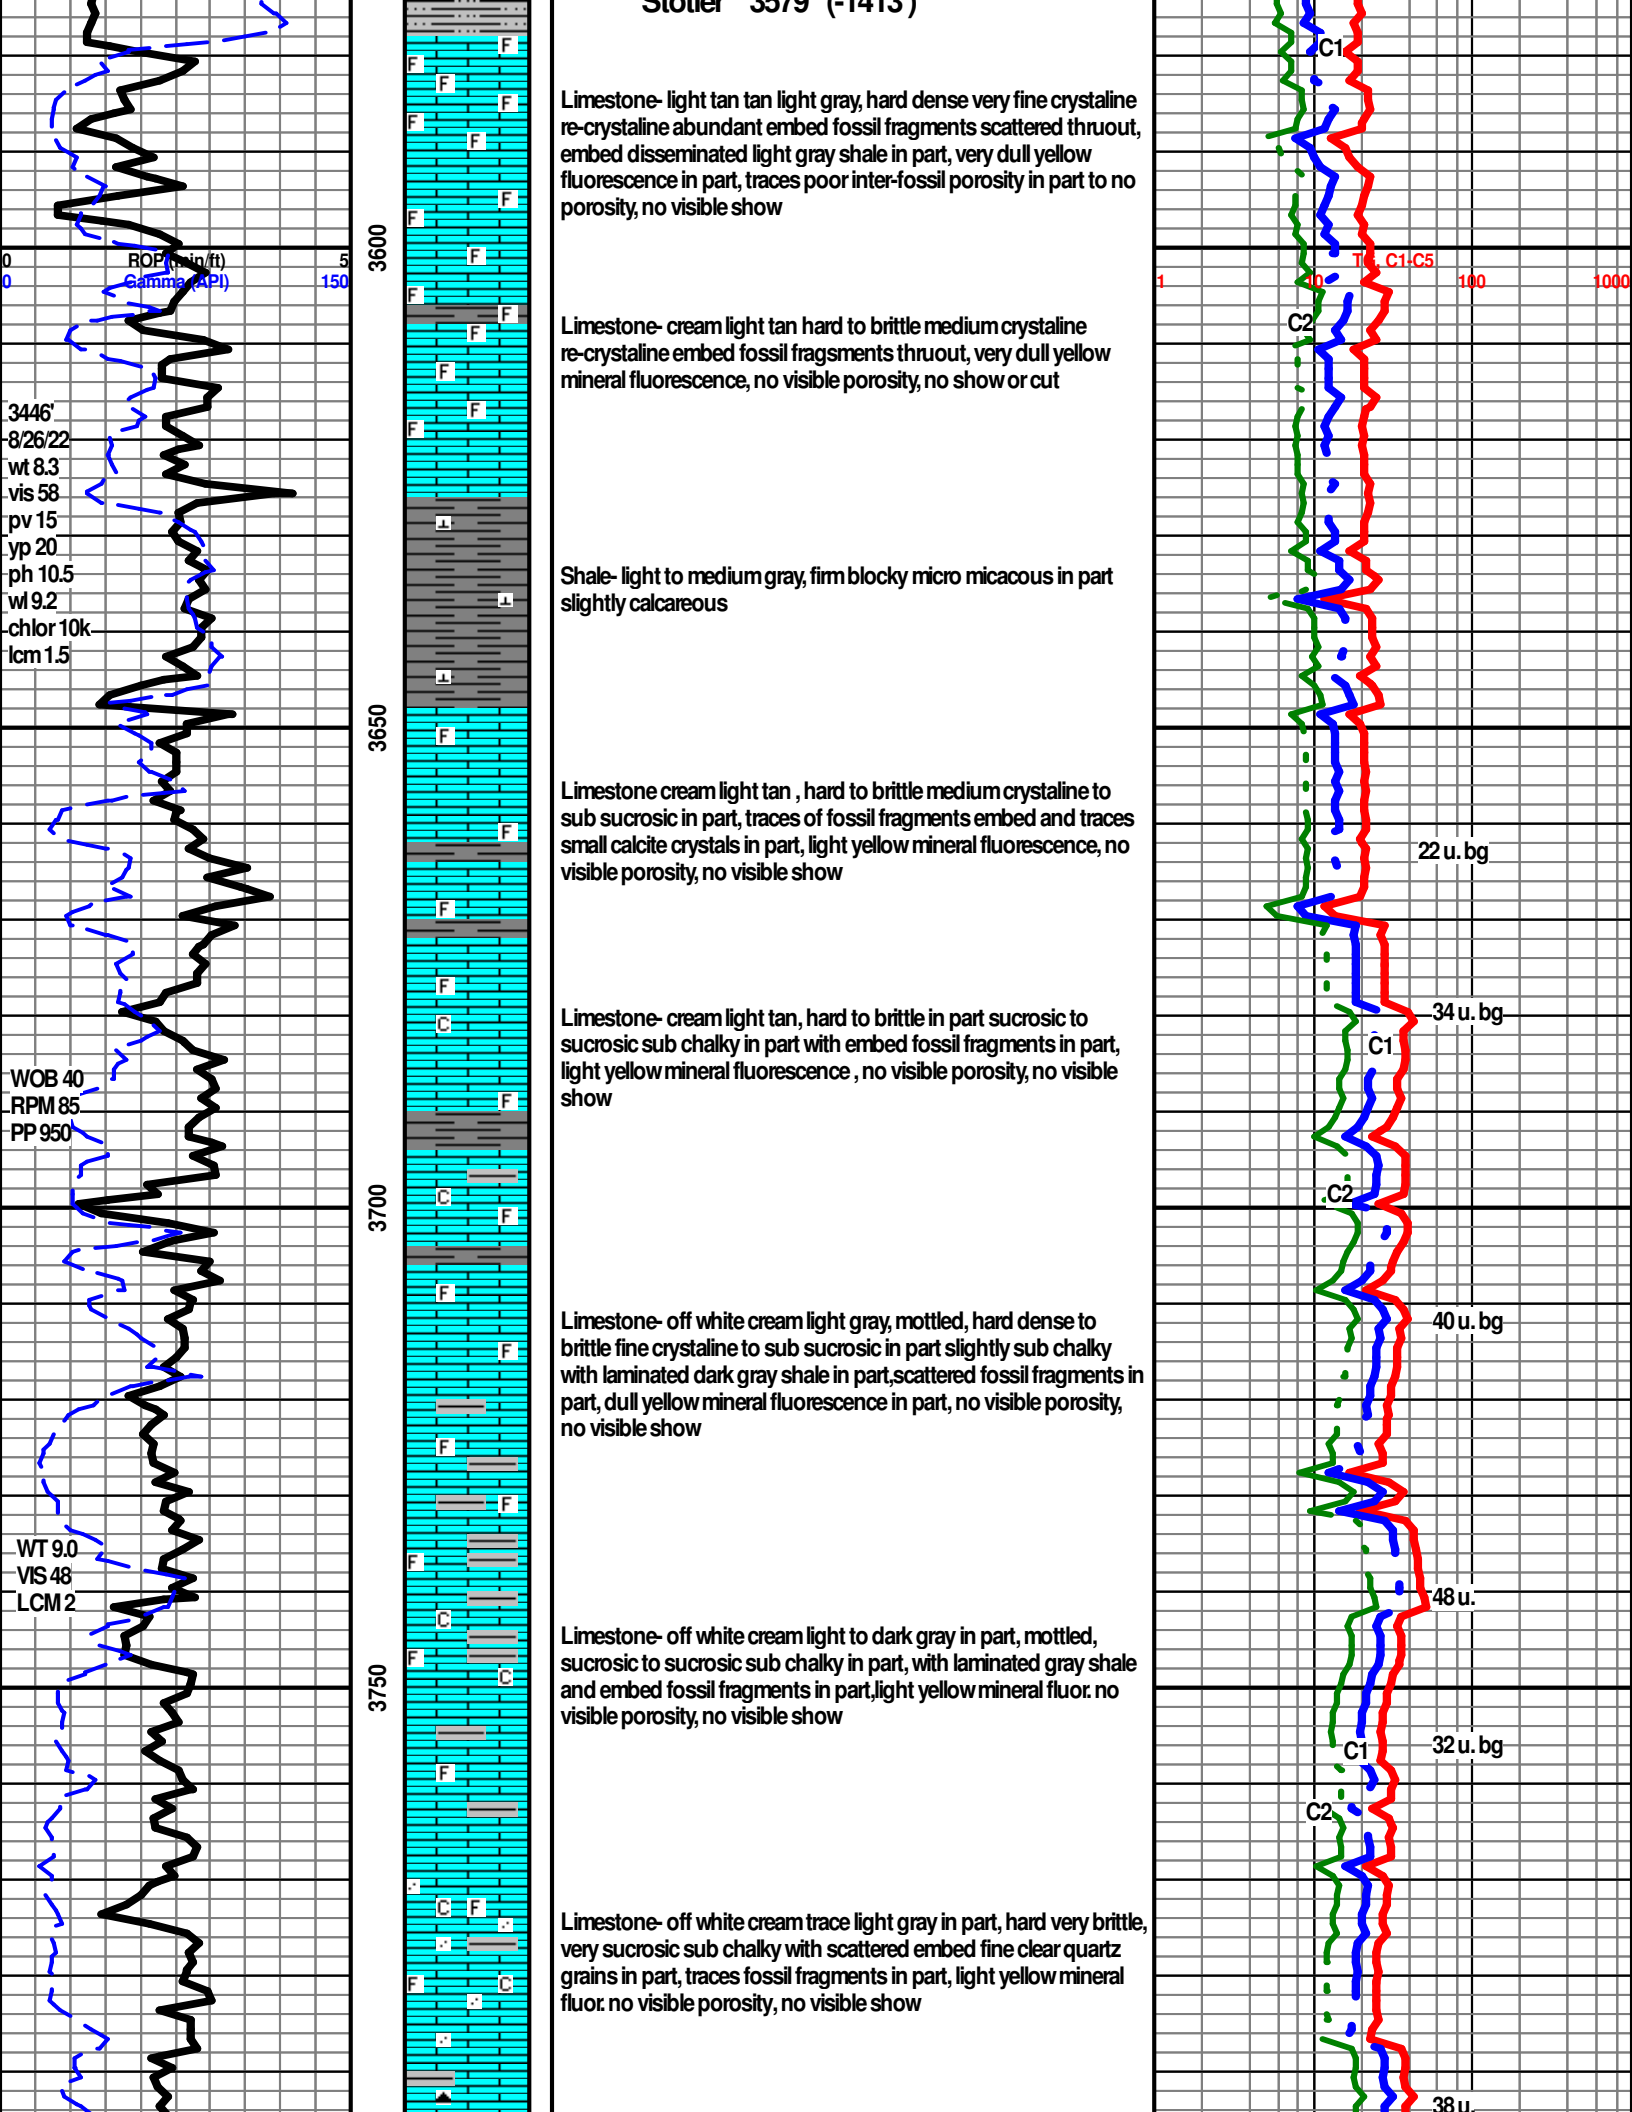 Stotler 3579' (-1413')
C1
Limestone- light tan tan light gray, hard dense very fine crystaline
re-crystaline abundant embed fossil fragments scattered thruout,
embed disseminated light gray shale in part, very dull yellow
fluorescence in part, traces poor inter-fossil porosity in part to no
porosity, no visible show
3600
0 ROP (min/ft) 5
0 Gamma (API) 150
TG, C1-C5
1 10 100 1000
C2
Limestone- cream light tan hard to brittle medium crystaline
re-crystaline embed fossil fragsments thruout, very dull yellow
mineral fluorescence, no visible porosity, no show or cut
3446'
8/26/22
wt 8.3
vis 58
pv 15
yp 20
ph 10.5
wl 9.2
chlor 10k
lcm 1.5
Shale- light to medium gray, firm blocky micro micacous in part
slightly calcareous
3650
Limestone cream light tan , hard to brittle medium crystaline to
sub sucrosic in part, traces of fossil fragments embed and traces
small calcite crystals in part, light yellow mineral fluorescence, no
visible porosity, no visible show
22 u. bg
34 u. bg
C1
Limestone- cream light tan, hard to brittle in part sucrosic to
sucrosic sub chalky in part with embed fossil fragments in part,
light yellow mineral fluorescence , no visible porosity, no visible
show
WOB 40
RPM 85
PP 950
3700
C2
Limestone- off white cream light gray, mottled, hard dense to
brittle fine crystaline to sub sucrosic in part slightly sub chalky
with laminated dark gray shale in part,scattered fossil fragments in
part, dull yellow mineral fluorescence in part, no visible porosity,
no visible show
40 u. bg
WT 9.0
VIS 48
LCM 2
48 u.
Limestone- off white cream light to dark gray in part, mottled,
sucrosic to sucrosic sub chalky in part, with laminated gray shale
and embed fossil fragments in part,light yellow mineral fluor. no
visible porosity, no visible show
3750
32 u. bg
C1
C2
Limestone- off white cream trace light gray in part, hard very brittle,
very sucrosic sub chalky with scattered embed fine clear quartz
grains in part, traces fossil fragments in part, light yellow mineral
fluor. no visible porosity, no visible show
38 u.